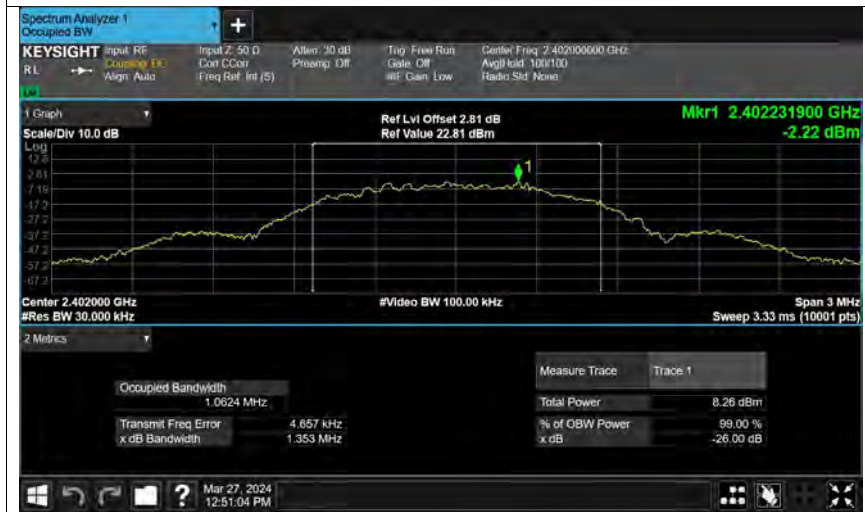 Spectrum Analyzer 1
Occupied BW
+
KEYSIGHT Input: RF Input Z: 50 Ω Atten: 30 dB Trig: Free Run Center Freq: 2.402000000 GHz
RL Coupling: DC Corr CCorr Preamp: Off Gate: Off Avg|Hold: 100/100
Align: Auto Freq Ref: Int (S) #IF Gain: Low Radio Std: None
1 Graph
Scale/Div 10.0 dB
Ref Lvl Offset 2.81 dB
Ref Value 22.81 dBm
Mkr1 2.402231900 GHz
-2.22 dBm
Log
12.8
2.81
-7.19
-17.2
-27.2
-37.2
-47.2
-57.2
-67.2
1
Center 2.402000 GHz #Video BW 100.00 kHz Span 3 MHz
#Res BW 30.000 kHz Sweep 3.33 ms (10001 pts)
2 Metrics
Measure Trace Trace 1
Occupied Bandwidth
1.0624 MHz
Total Power 8.26 dBm
Transmit Freq Error 4.657 kHz % of OBW Power 99.00 %
x dB Bandwidth 1.353 MHz x dB -26.00 dB
? Mar 27, 2024
12:51:04 PM